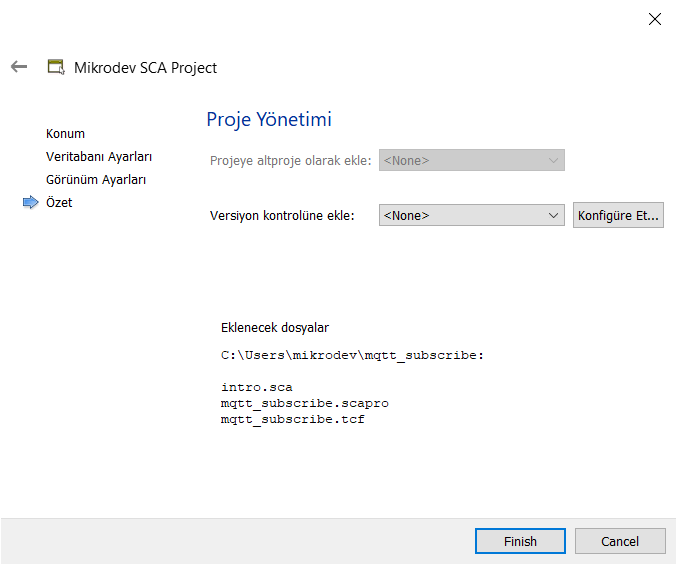 Mikrodev SCA Project
Konum
Veritabanı Ayarları
Görünüm Ayarları
Özet
Proje Yönetimi
Projeye altproje olarak ekle: <None>
Versiyon kontrolüne ekle: <None> Konfigüre Et...
Eklenecek dosyalar
C:\Users\mikrodev\mqtt_subscribe:
intro.sca
mqtt_subscribe.scapro
mqtt_subscribe.tcf
Finish Cancel